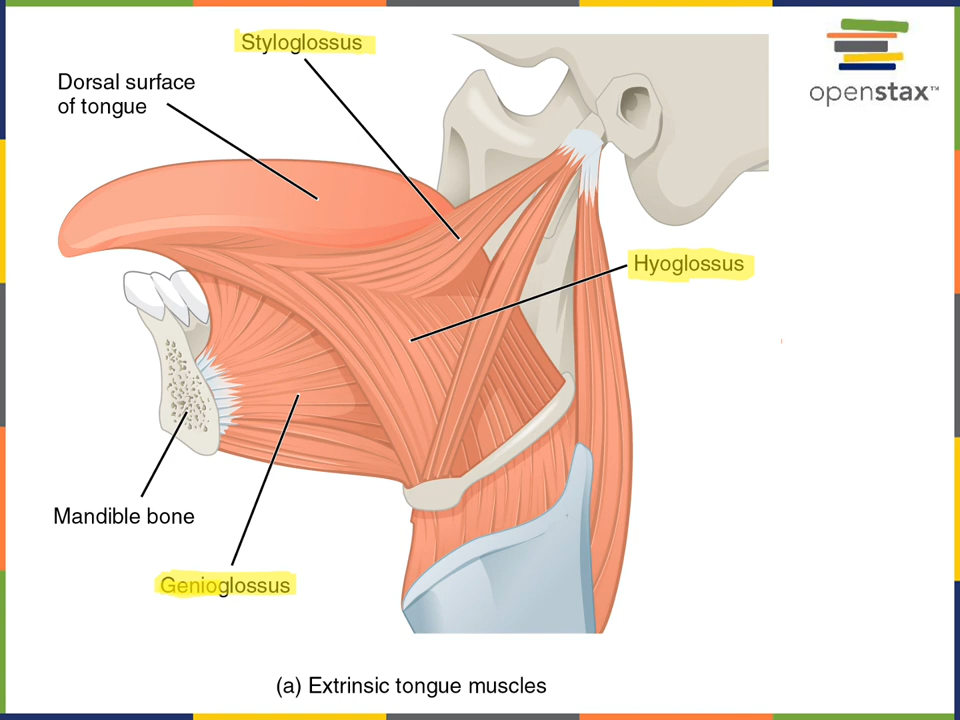 Styloglossus
openstax™
Dorsal surface
of tongue
Hyoglossus
Mandible bone
Genioglossus
(a) Extrinsic tongue muscles